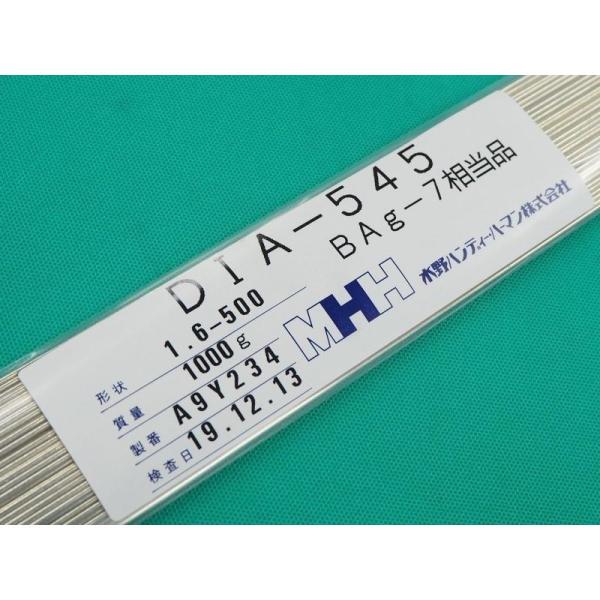 DIA-545
BAg-7相当品
形状 1.6-500
質量 1000g
製番 A9Y234
検査日 19.12.13
MHH
水野ハンディー・ハーマン株式会社